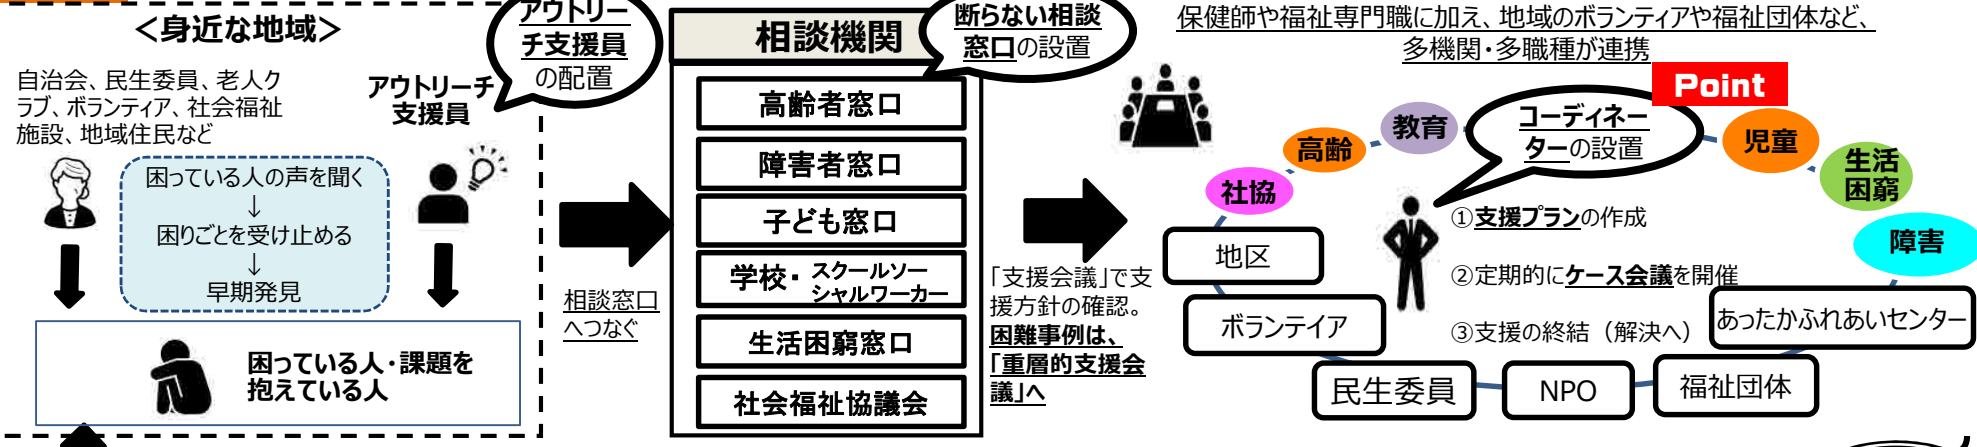 ＜身近な地域＞
自治会、民生委員、老人ク
ラブ、ボランティア、社会福祉
施設、地域住民など
アウトリーチ
支援員
アウトリー
チ支援員
の配置
困っている人の声を聞く
↓
困りごとを受け止める
↓
早期発見
困っている人・課題を
抱えている人
相談窓口
へつなぐ
相談機関
断らない相談
窓口の設置
高齢者窓口
障害者窓口
子ども窓口
学校・スクールソー
シャルワーカー
生活困窮窓口
社会福祉協議会
「支援会議」で支
援方針の確認。
困難事例は、
「重層的支援会
議」へ
保健師や福祉専門職に加え、地域のボランティアや福祉団体など、
多機関・多職種が連携
Point
コーディネー
ターの設置
社協
高齢
教育
児童
生活
困窮
障害
①支援プランの作成
②定期的にケース会議を開催
③支援の終結（解決へ）
地区
ボランテイア
民生委員
NPO
福祉団体
あったかふれあいセンター